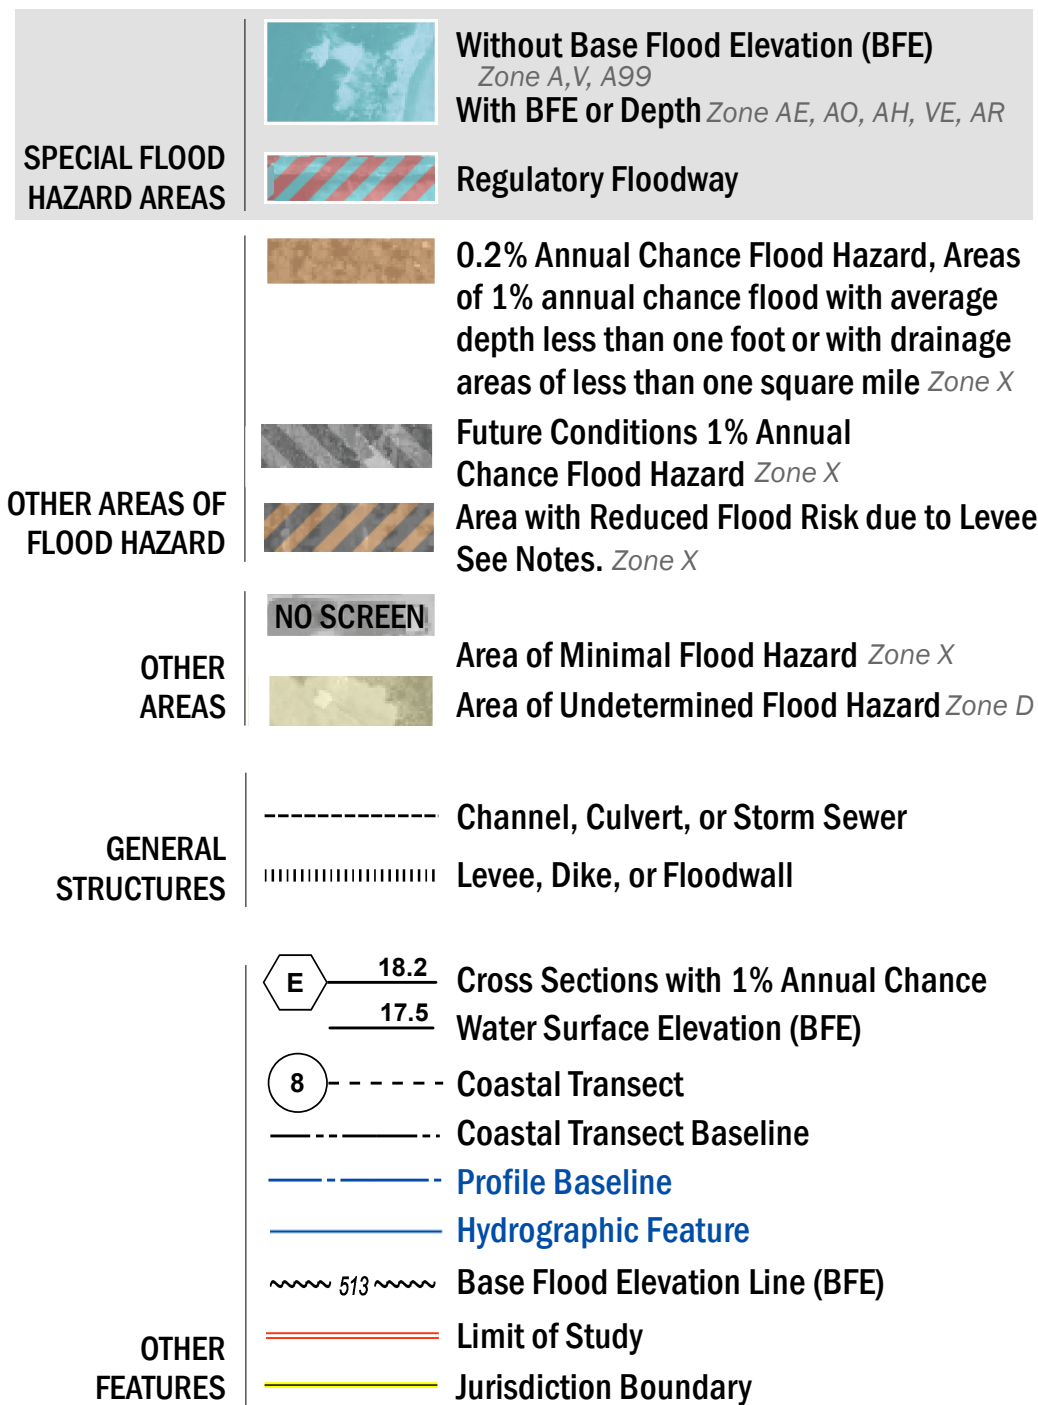 SPECIAL FLOOD
HAZARD AREAS
Without Base Flood Elevation (BFE)
Zone A,V, A99
With BFE or Depth Zone AE, AO, AH, VE, AR
Regulatory Floodway
OTHER AREAS OF
FLOOD HAZARD
0.2% Annual Chance Flood Hazard, Areas
of 1% annual chance flood with average
depth less than one foot or with drainage
areas of less than one square mile Zone X
Future Conditions 1% Annual
Chance Flood Hazard Zone X
Area with Reduced Flood Risk due to Levee
See Notes. Zone X
OTHER
AREAS
NO SCREEN
Area of Minimal Flood Hazard Zone X
Area of Undetermined Flood Hazard Zone D
GENERAL
STRUCTURES
Channel, Culvert, or Storm Sewer
Levee, Dike, or Floodwall
OTHER
FEATURES
E 18.2 Cross Sections with 1% Annual Chance
17.5 Water Surface Elevation (BFE)
8 Coastal Transect
Coastal Transect Baseline
Profile Baseline
Hydrographic Feature
513 Base Flood Elevation Line (BFE)
Limit of Study
Jurisdiction Boundary